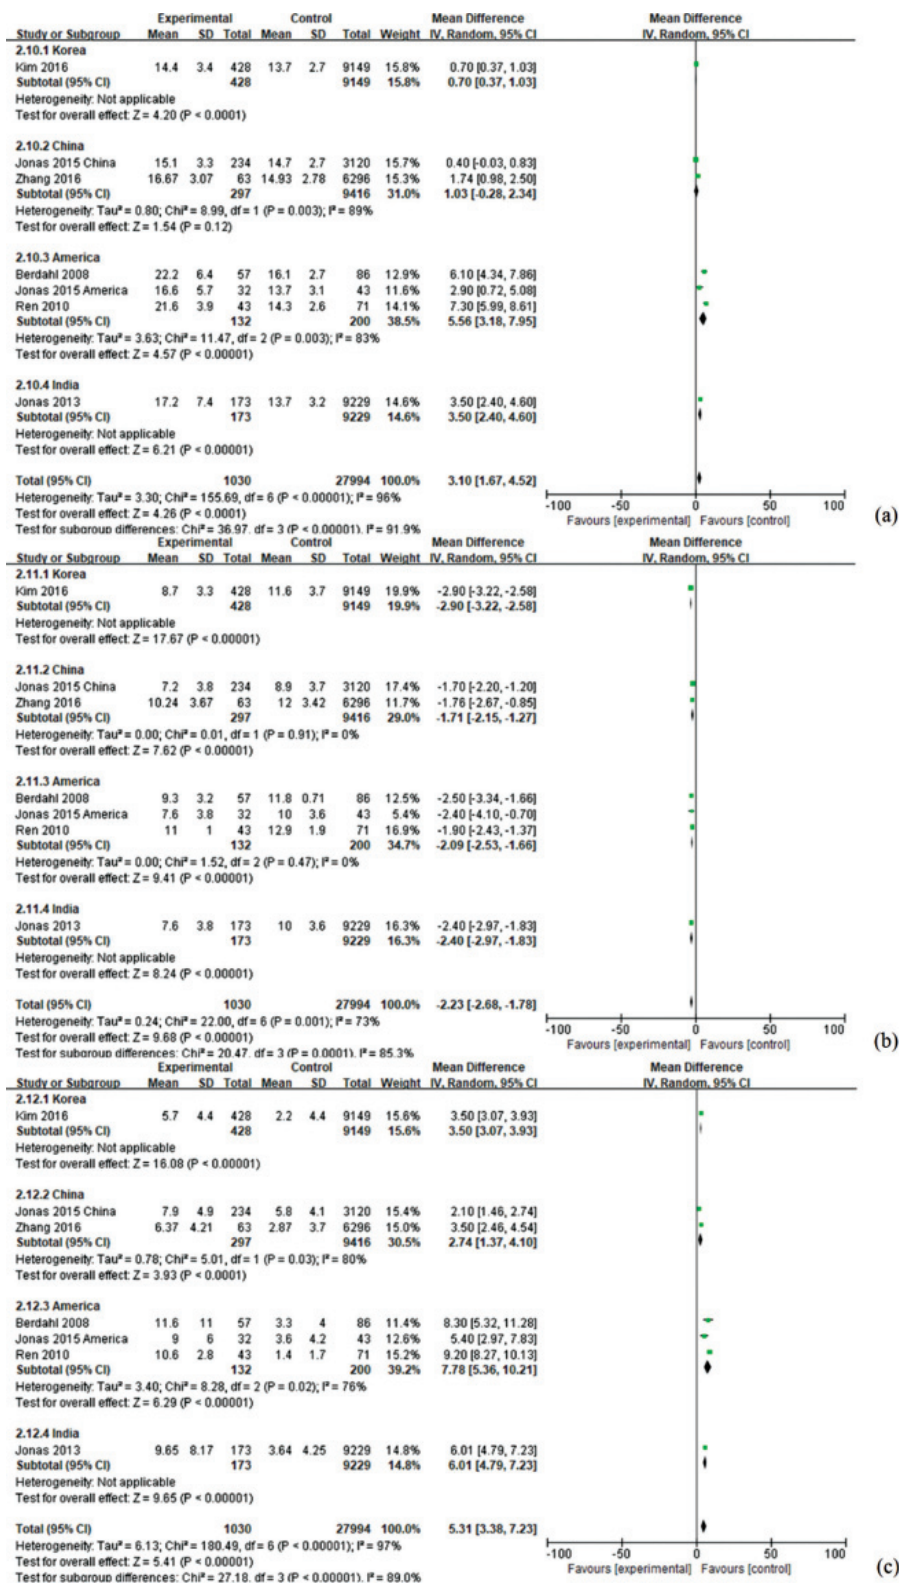 Experimental Control Mean Difference Mean Difference
Study or Subgroup Mean SD Total Mean SD Total Weight IV, Random, 95% CI IV, Random, 95% CI
2.10.1 Korea
Kim 2016 14.4 3.4 428 13.7 2.7 9149 15.8% 0.70 [0.37, 1.03]
Subtotal (95% CI) 428 9149 15.8% 0.70 [0.37, 1.03]
Heterogeneity: Not applicable
Test for overall effect: Z = 4.20 (P < 0.0001)
2.10.2 China
Jonas 2015 China 15.1 3.3 234 14.7 2.7 3120 15.7% 0.40 [-0.03, 0.83]
Zhang 2016 16.67 3.07 63 14.93 2.78 6296 15.3% 1.74 [0.98, 2.50]
Subtotal (95% CI) 297 9416 31.0% 1.03 [-0.28, 2.34]
Heterogeneity: Tau² = 0.80; Chi² = 8.99, df = 1 (P = 0.003); I² = 89%
Test for overall effect: Z = 1.54 (P = 0.12)
2.10.3 America
Berdahl 2008 22.2 6.4 57 16.1 2.7 86 12.9% 6.10 [4.34, 7.86]
Jonas 2015 America 16.6 5.7 32 13.7 3.1 43 11.6% 2.90 [0.72, 5.08]
Ren 2010 21.6 3.9 43 14.3 2.6 71 14.1% 7.30 [5.99, 8.61]
Subtotal (95% CI) 132 200 38.5% 5.56 [3.18, 7.95]
Heterogeneity: Tau² = 3.63; Chi² = 11.47, df = 2 (P = 0.003); I² = 83%
Test for overall effect: Z = 4.57 (P < 0.00001)
2.10.4 India
Jonas 2013 17.2 7.4 173 13.7 3.2 9229 14.6% 3.50 [2.40, 4.60]
Subtotal (95% CI) 173 9229 14.6% 3.50 [2.40, 4.60]
Heterogeneity: Not applicable
Test for overall effect: Z = 6.21 (P < 0.00001)
Total (95% CI) 1030 27994 100.0% 3.10 [1.67, 4.52]
Heterogeneity: Tau² = 3.30; Chi² = 155.69, df = 6 (P < 0.00001); I² = 96%
Test for overall effect: Z = 4.26 (P < 0.0001)
Test for subgroup differences: Chi² = 36.97, df = 3 (P < 0.00001), I² = 91.9%
-100 -50 0 50 100
Favours [experimental] Favours [control]
(a)
Experimental Control Mean Difference Mean Difference
Study or Subgroup Mean SD Total Mean SD Total Weight IV, Random, 95% CI IV, Random, 95% CI
2.11.1 Korea
Kim 2016 8.7 3.3 428 11.6 3.7 9149 19.9% -2.90 [-3.22, -2.58]
Subtotal (95% CI) 428 9149 19.9% -2.90 [-3.22, -2.58]
Heterogeneity: Not applicable
Test for overall effect: Z = 17.67 (P < 0.00001)
2.11.2 China
Jonas 2015 China 7.2 3.8 234 8.9 3.7 3120 17.4% -1.70 [-2.20, -1.20]
Zhang 2016 10.24 3.67 63 12 3.42 6296 11.7% -1.76 [-2.67, -0.85]
Subtotal (95% CI) 297 9416 29.0% -1.71 [-2.15, -1.27]
Heterogeneity: Tau² = 0.00; Chi² = 0.01, df = 1 (P = 0.91); I² = 0%
Test for overall effect: Z = 7.62 (P < 0.00001)
2.11.3 America
Berdahl 2008 9.3 3.2 57 11.8 0.71 86 12.5% -2.50 [-3.34, -1.66]
Jonas 2015 America 7.6 3.8 32 10 3.6 43 5.4% -2.40 [-4.10, -0.70]
Ren 2010 11 1 43 12.9 1.9 71 16.9% -1.90 [-2.43, -1.37]
Subtotal (95% CI) 132 200 34.7% -2.09 [-2.53, -1.66]
Heterogeneity: Tau² = 0.00; Chi² = 1.52, df = 2 (P = 0.47); I² = 0%
Test for overall effect: Z = 9.41 (P < 0.00001)
2.11.4 India
Jonas 2013 7.6 3.8 173 10 3.6 9229 16.3% -2.40 [-2.97, -1.83]
Subtotal (95% CI) 173 9229 16.3% -2.40 [-2.97, -1.83]
Heterogeneity: Not applicable
Test for overall effect: Z = 8.24 (P < 0.00001)
Total (95% CI) 1030 27994 100.0% -2.23 [-2.68, -1.78]
Heterogeneity: Tau² = 0.24; Chi² = 22.00, df = 6 (P = 0.001); I² = 73%
Test for overall effect: Z = 9.68 (P < 0.00001)
Test for subgroup differences: Chi² = 20.47, df = 3 (P = 0.0001), I² = 85.3%
-100 -50 0 50 100
Favours [experimental] Favours [control]
(b)
Experimental Control Mean Difference Mean Difference
Study or Subgroup Mean SD Total Mean SD Total Weight IV, Random, 95% CI IV, Random, 95% CI
2.12.1 Korea
Kim 2016 5.7 4.4 428 2.2 4.4 9149 15.6% 3.50 [3.07, 3.93]
Subtotal (95% CI) 428 9149 15.6% 3.50 [3.07, 3.93]
Heterogeneity: Not applicable
Test for overall effect: Z = 16.08 (P < 0.00001)
2.12.2 China
Jonas 2015 China 7.9 4.9 234 5.8 4.1 3120 15.4% 2.10 [1.46, 2.74]
Zhang 2016 6.37 4.21 63 2.87 3.7 6296 15.0% 3.50 [2.46, 4.54]
Subtotal (95% CI) 297 9416 30.5% 2.74 [1.37, 4.10]
Heterogeneity: Tau² = 0.78; Chi² = 5.01, df = 1 (P = 0.03); I² = 80%
Test for overall effect: Z = 3.93 (P < 0.0001)
2.12.3 America
Berdahl 2008 11.6 11 57 3.3 4 86 11.4% 8.30 [5.32, 11.28]
Jonas 2015 America 9 6 32 3.6 4.2 43 12.6% 5.40 [2.97, 7.83]
Ren 2010 10.6 2.8 43 1.4 1.7 71 15.2% 9.20 [8.27, 10.13]
Subtotal (95% CI) 132 200 39.2% 7.78 [5.36, 10.21]
Heterogeneity: Tau² = 3.40; Chi² = 8.28, df = 2 (P = 0.02); I² = 76%
Test for overall effect: Z = 6.29 (P < 0.00001)
2.12.4 India
Jonas 2013 9.65 8.17 173 3.64 4.25 9229 14.8% 6.01 [4.79, 7.23]
Subtotal (95% CI) 173 9229 14.8% 6.01 [4.79, 7.23]
Heterogeneity: Not applicable
Test for overall effect: Z = 9.65 (P < 0.00001)
Total (95% CI) 1030 27994 100.0% 5.31 [3.38, 7.23]
Heterogeneity: Tau² = 6.13; Chi² = 180.49, df = 6 (P < 0.00001); I² = 97%
Test for overall effect: Z = 5.41 (P < 0.00001)
Test for subgroup differences: Chi² = 27.18, df = 3 (P < 0.00001), I² = 89.0%
-100 -50 0 50 100
Favours [experimental] Favours [control]
(c)